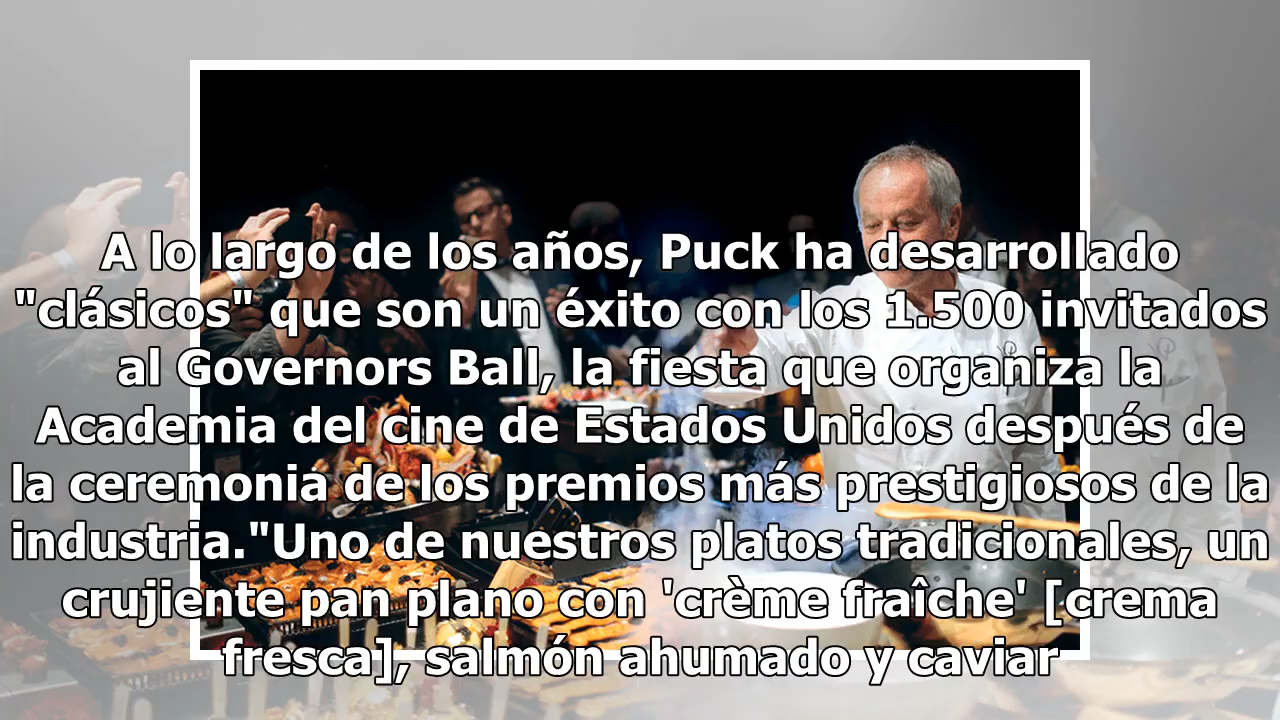 A lo largo de los años, Puck ha desarrollado
"clásicos" que son un éxito con los 1.500 invitados
al Governors Ball, la fiesta que organiza la
Academia del cine de Estados Unidos después de
la ceremonia de los premios más prestigiosos de la
industria."Uno de nuestros platos tradicionales, un
crujiente pan plano con 'crème fraîche' [crema
fresca], salmón ahumado y caviar